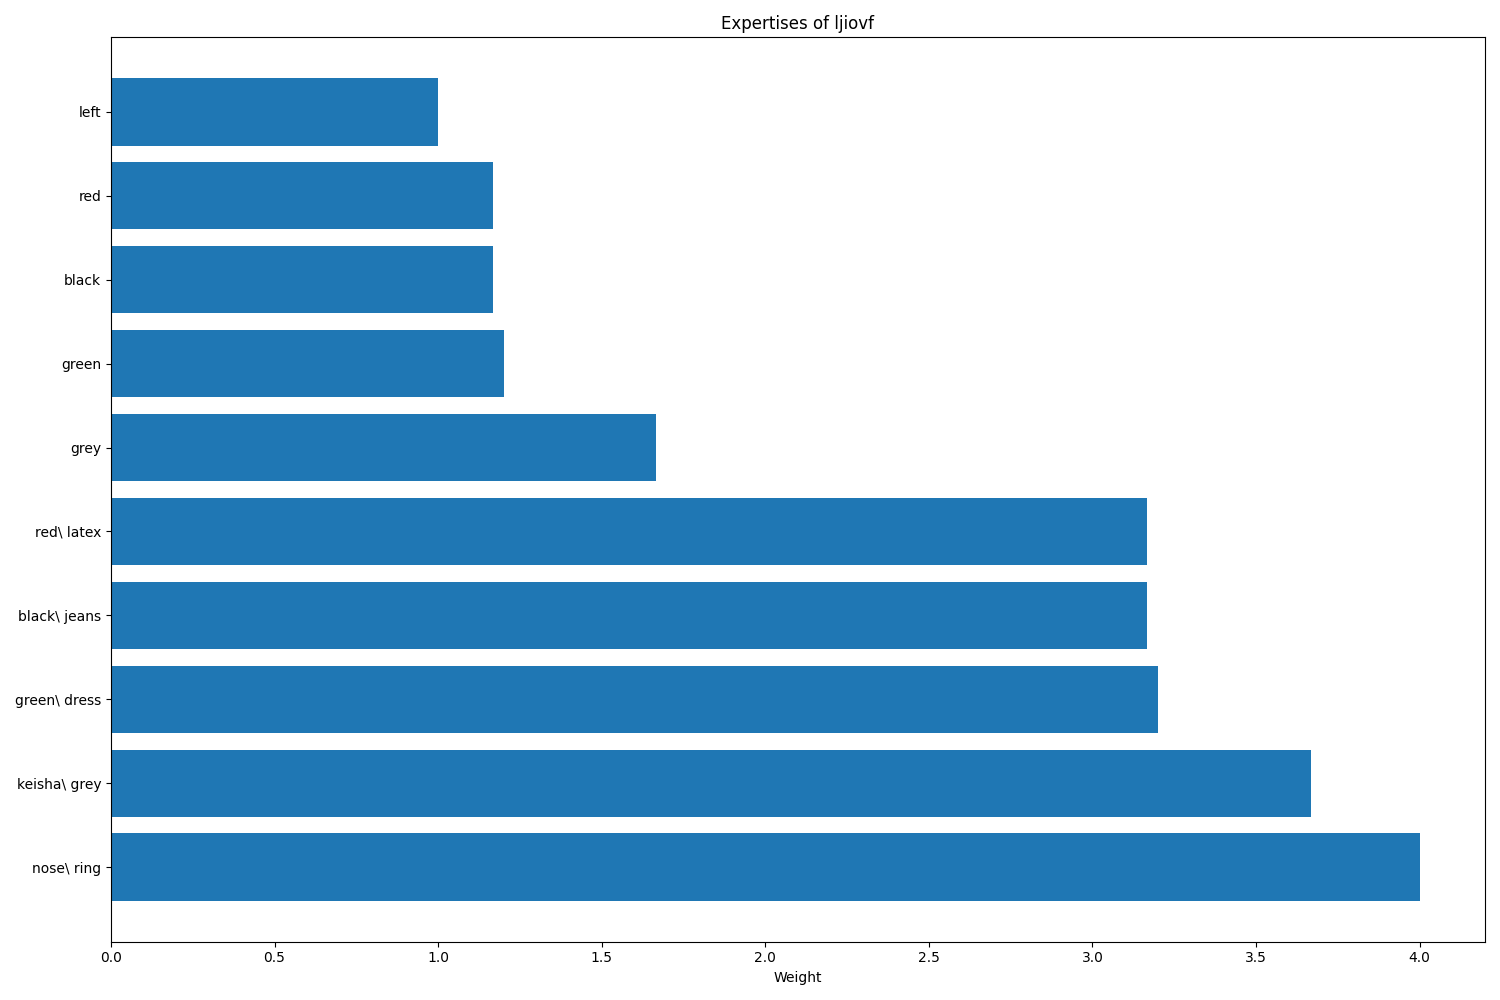 Expertises of ljiovf
left
red
black
green
grey
red\ latex
black\ jeans
green\ dress
keisha\ grey
nose\ ring
0.0 0.5 1.0 1.5 2.0 2.5 3.0 3.5 4.0
Weight